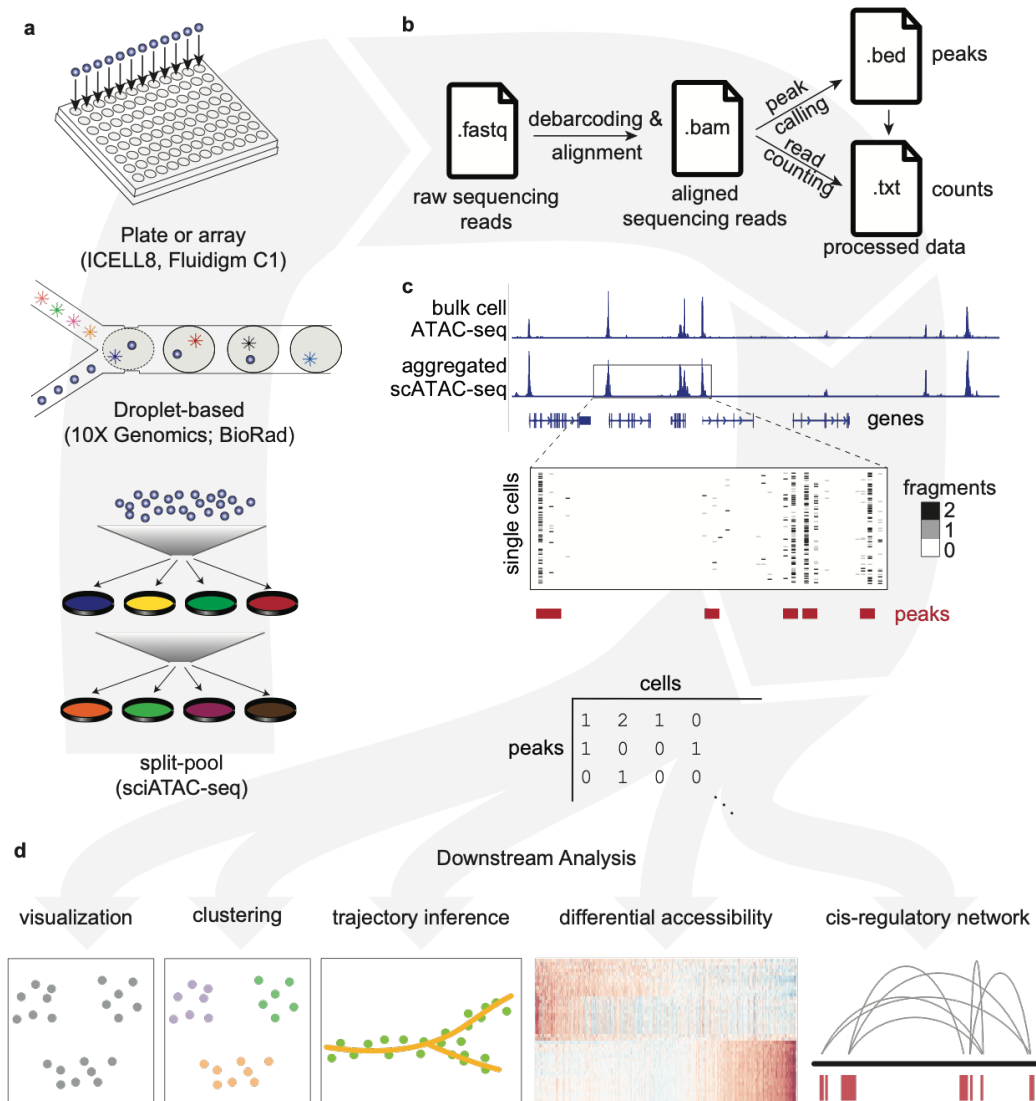 a
Plate or array
(ICELL8, Fluidigm C1)
Droplet-based
(10X Genomics; BioRad)
split-pool
(sciATAC-seq)
b
.fastq
raw sequencing
reads
debarcoding &
alignment
.bam
aligned
sequencing reads
peak
calling
read
counting
.bed
peaks
.txt
counts
processed data
c
bulk cell
ATAC-seq
aggregated
scATAC-seq
genes
single cells
fragments
2
1
0
peaks
cells
peaks
1 2 1 0
1 0 0 1
0 1 0 0
d
Downstream Analysis
visualization
clustering
trajectory inference
differential accessibility
cis-regulatory network